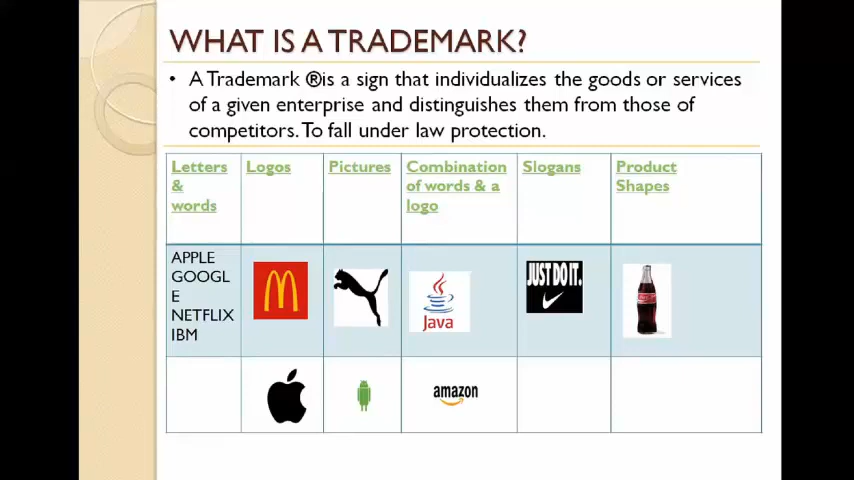 WHAT IS A TRADEMARK?
• A Trademark ®is a sign that individualizes the goods or services
of a given enterprise and distinguishes them from those of
competitors. To fall under law protection.
Letters
&
words
Logos
Pictures
Combination
of words & a
logo
Slogans
Product
Shapes
APPLE
GOOGL
E
NETFLIX
IBM
Java
JUST DO IT.
amazon